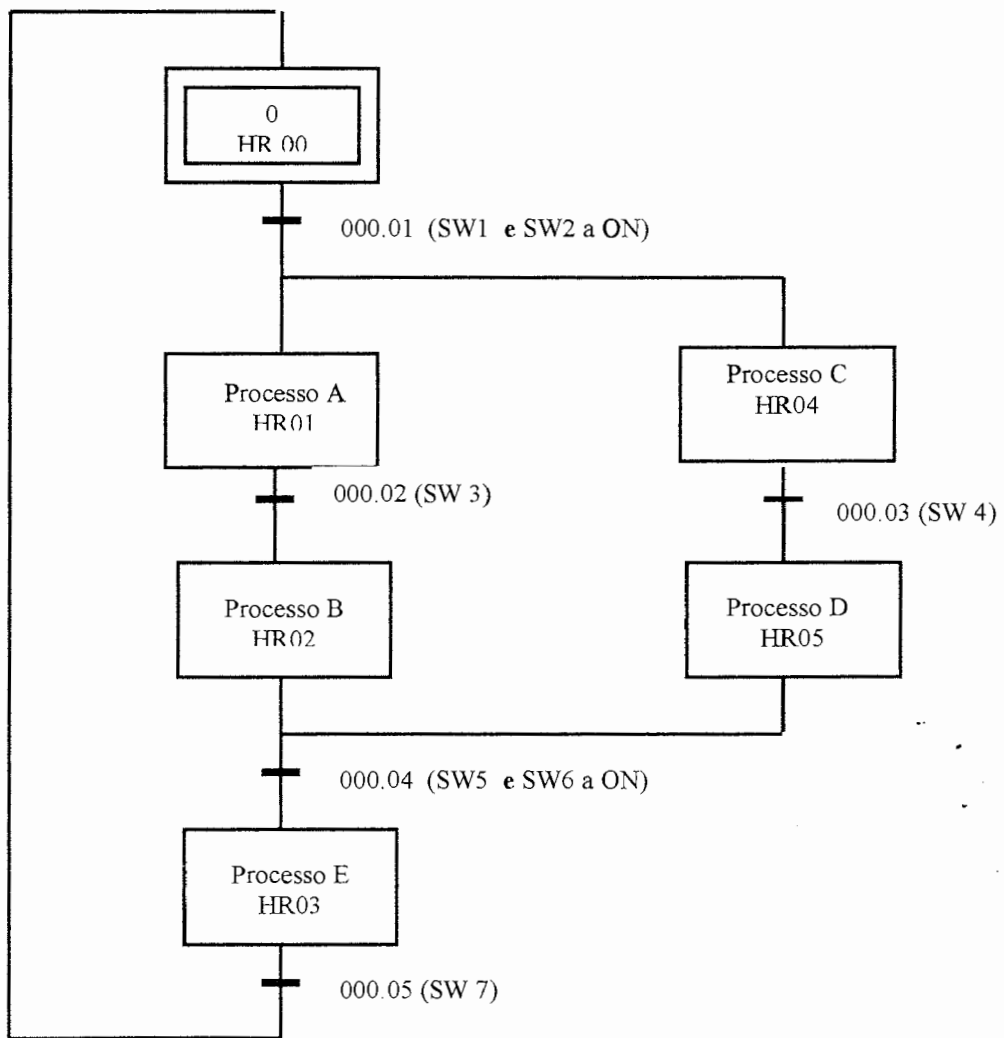 0
HR 00
000.01 (SW1 e SW2 a ON)
Processo A
HR01
Processo C
HR04
000.02 (SW 3)
000.03 (SW 4)
Processo B
HR02
Processo D
HR05
000.04 (SW5 e SW6 a ON)
Processo E
HR03
000.05 (SW 7)